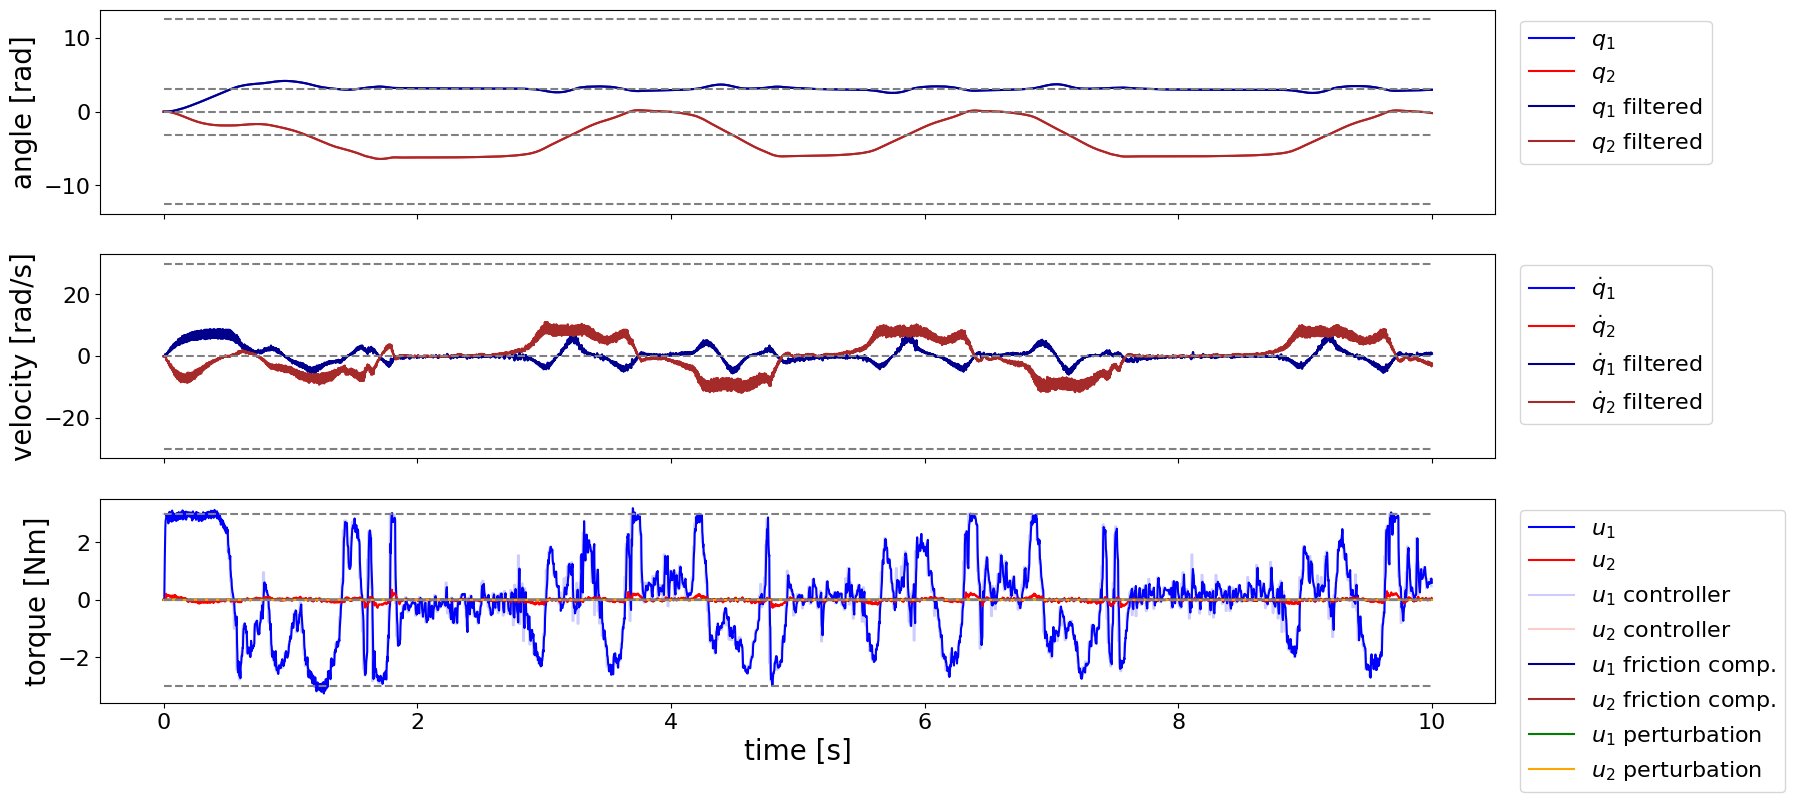 angle [rad]
10
0
−10
q₁
q₂
q₁ filtered
q₂ filtered
velocity [rad/s]
20
0
−20
q̇₁
q̇₂
q̇₁ filtered
q̇₂ filtered
torque [Nm]
2
0
−2
0 2 4 6 8 10
time [s]
u₁
u₂
u₁ controller
u₂ controller
u₁ friction comp.
u₂ friction comp.
u₁ perturbation
u₂ perturbation